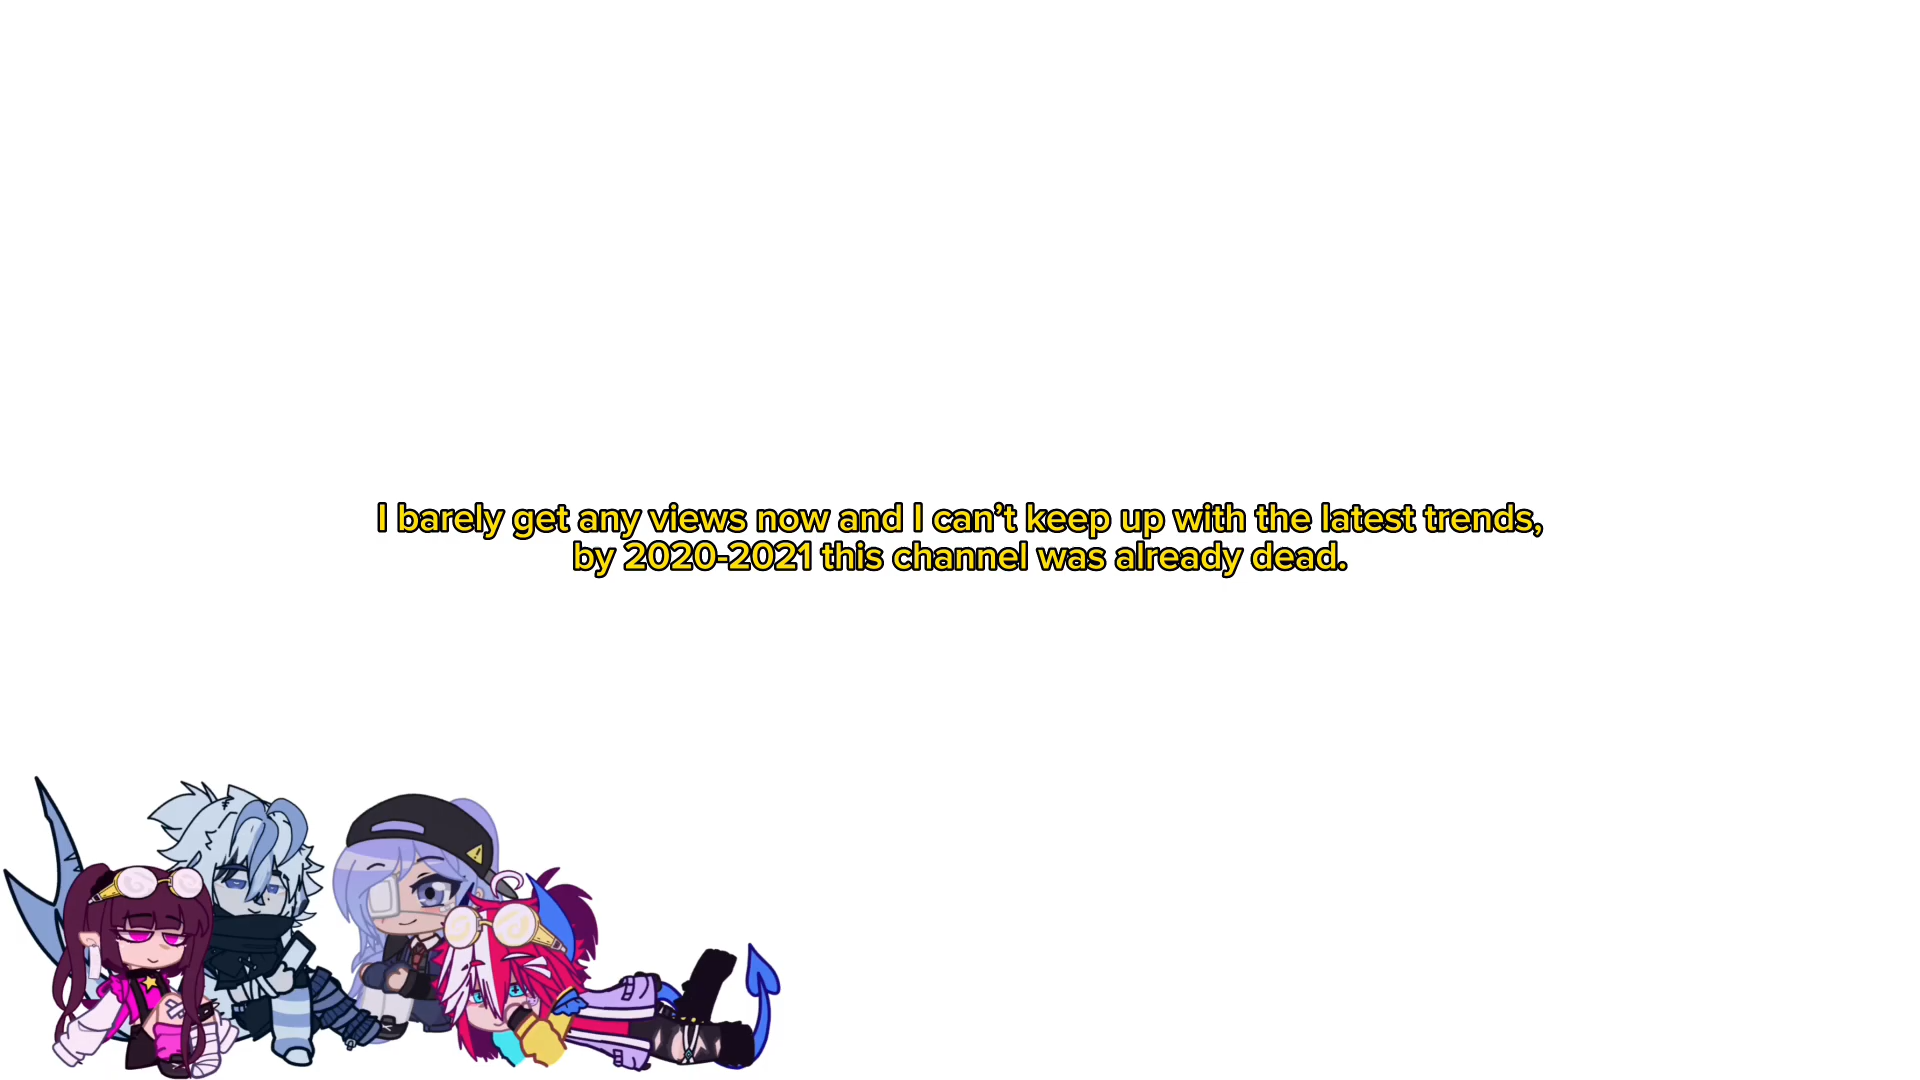 I barely get any views now and I can’t keep up with the latest trends,
by 2020-2021 this channel was already dead.